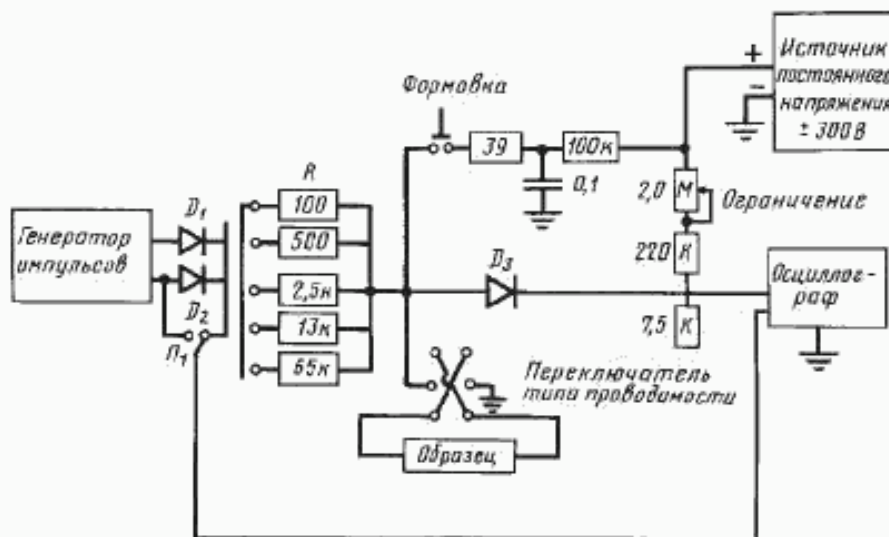 Источник
постоянного
напряжения
± 300 В
+
-
Формовка
39
100к
0,1
2,0 М
Ограничение
220 К
7,5 К
R
100
500
2,5к
13к
65к
Генератор
импульсов
D₁
D₂
П₁
D₃
Осциллог-
раф
Переключатель
типа проводимости
Образец